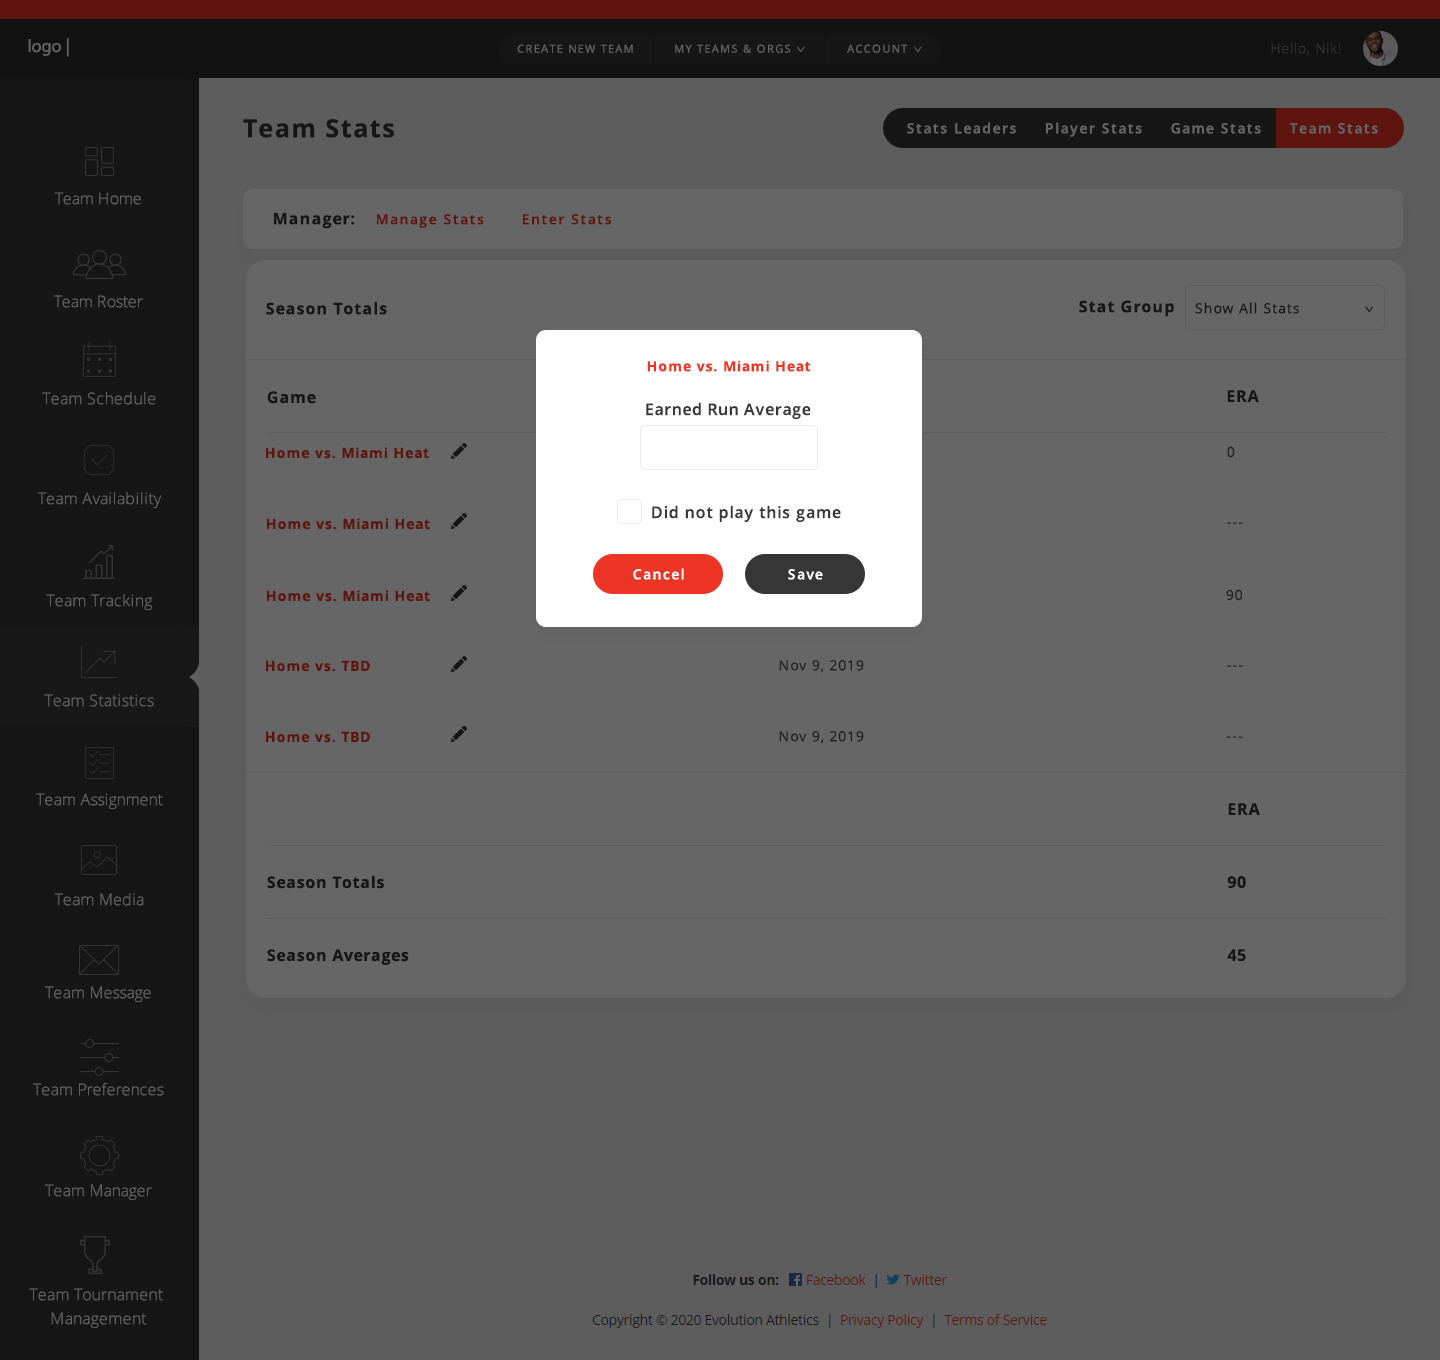 logo |
CREATE NEW TEAM
MY TEAMS & ORGS
ACCOUNT
Hello, Nik!
Team Home
Team Roster
Team Schedule
Team Availability
Team Tracking
Team Statistics
Team Assignment
Team Media
Team Message
Team Preferences
Team Manager
Team Tournament
Management
Team Stats
Stats Leaders
Player Stats
Game Stats
Team Stats
Manager: Manage Stats Enter Stats
Season Totals
Stat Group Show All Stats
Game ERA
Home vs. Miami Heat 0
Home vs. Miami Heat ---
Home vs. Miami Heat 90
Home vs. TBD Nov 9, 2019 ---
Home vs. TBD Nov 9, 2019 ---
ERA
Season Totals 90
Season Averages 45
Home vs. Miami Heat
Earned Run Average
Did not play this game
Cancel Save
Follow us on: Facebook | Twitter
Copyright © 2020 Evolution Athletics | Privacy Policy | Terms of Service